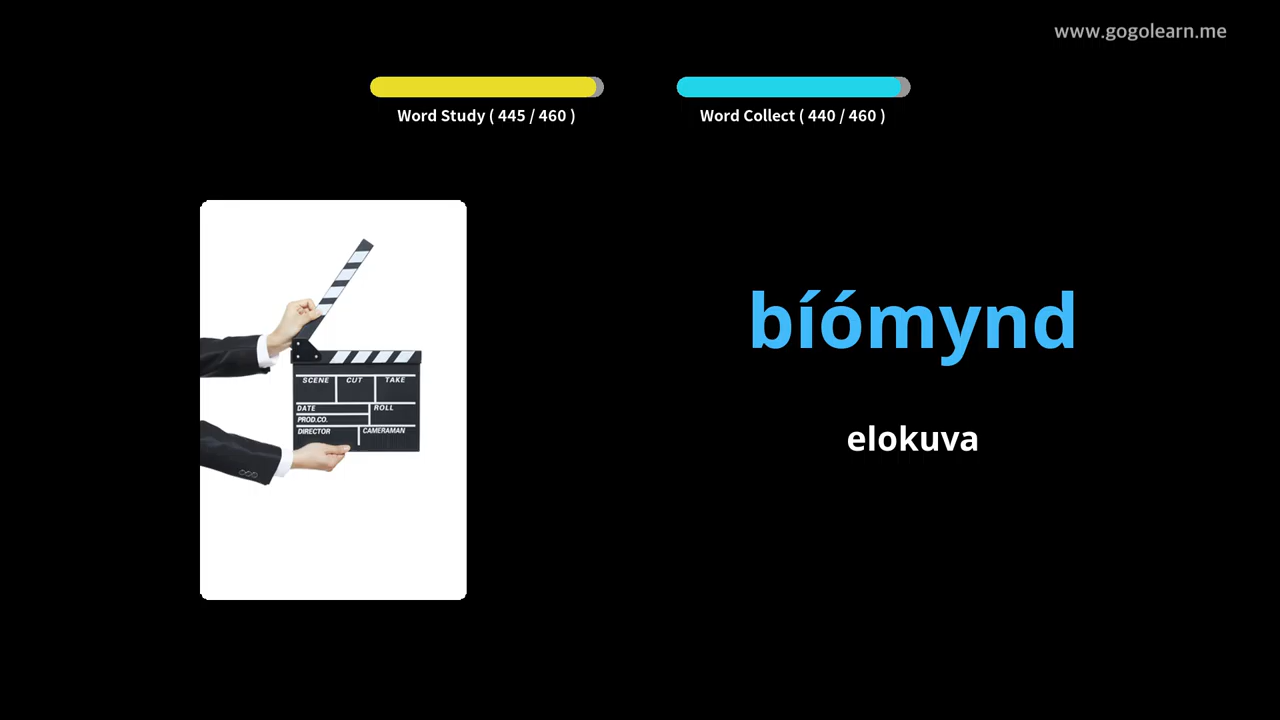 www.gogolearn.me
Word Study ( 445 / 460 )
Word Collect ( 440 / 460 )
SCENE CUT TAKE
DATE ROLL
PROD.CO.
DIRECTOR CAMERAMAN
bíómynd
elokuva